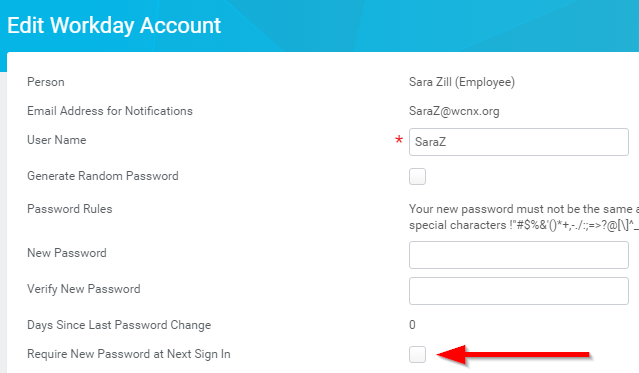 Edit Workday Account
Person Sara Zill (Employee)
Email Address for Notifications SaraZ@wcnx.org
User Name * SaraZ
Generate Random Password
Password Rules Your new password must not be the same a
special characters !"#$%&'()*+,-./:;=>?@[\]^_
New Password
Verify New Password
Days Since Last Password Change 0
Require New Password at Next Sign In